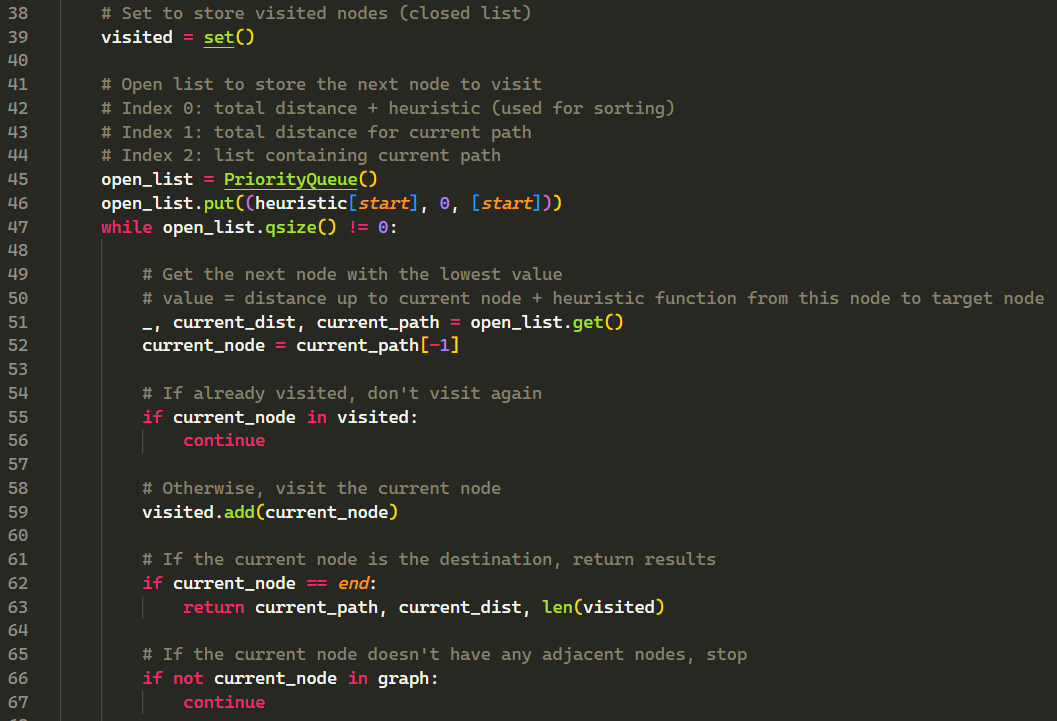 38 # Set to store visited nodes (closed list)
39 visited = set()
40
41 # Open list to store the next node to visit
42 # Index 0: total distance + heuristic (used for sorting)
43 # Index 1: total distance for current path
44 # Index 2: list containing current path
45 open_list = PriorityQueue()
46 open_list.put((heuristic[start], 0, [start]))
47 while open_list.qsize() != 0:
48
49 # Get the next node with the lowest value
50 # value = distance up to current node + heuristic function from this node to target node
51 _, current_dist, current_path = open_list.get()
52 current_node = current_path[-1]
53
54 # If already visited, don't visit again
55 if current_node in visited:
56 continue
57
58 # Otherwise, visit the current node
59 visited.add(current_node)
60
61 # If the current node is the destination, return results
62 if current_node == end:
63 return current_path, current_dist, len(visited)
64
65 # If the current node doesn't have any adjacent nodes, stop
66 if not current_node in graph:
67 continue